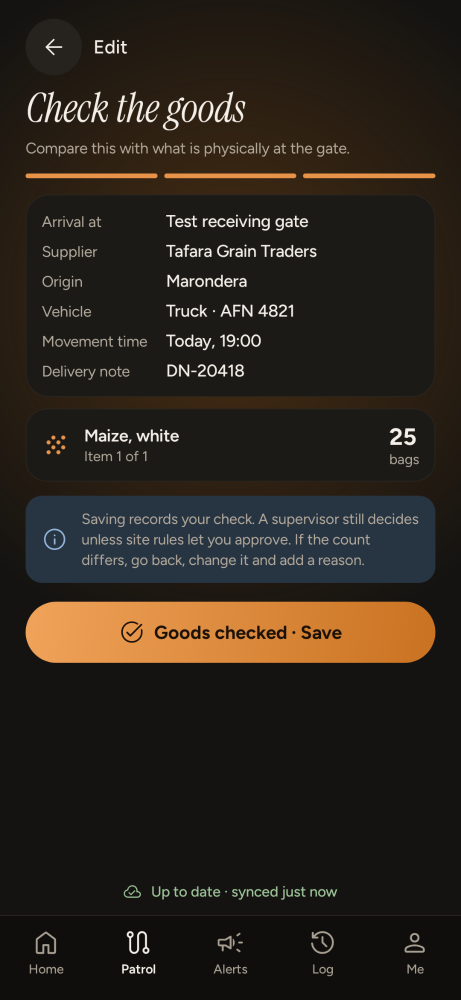 Edit
Check the goods
Compare this with what is physically at the gate.
Arrival at Test receiving gate
Supplier Tafara Grain Traders
Origin Marondera
Vehicle Truck · AFN 4821
Movement time Today, 19:00
Delivery note DN-20418
Maize, white
Item 1 of 1
25
bags
Saving records your check. A supervisor still decides
unless site rules let you approve. If the count
differs, go back, change it and add a reason.
Goods checked · Save
Up to date · synced just now
Home Patrol Alerts Log Me